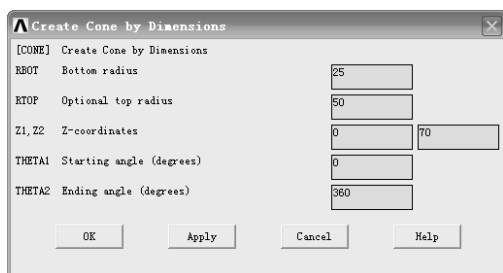 Create Cone by Dimensions
[CONE] Create Cone by Dimensions
RBOT Bottom radius 25
RTOP Optional top radius 50
Z1,Z2 Z-coordinates 0 70
THETA1 Starting angle (degrees) 0
THETA2 Ending angle (degrees) 360
OK Apply Cancel Help